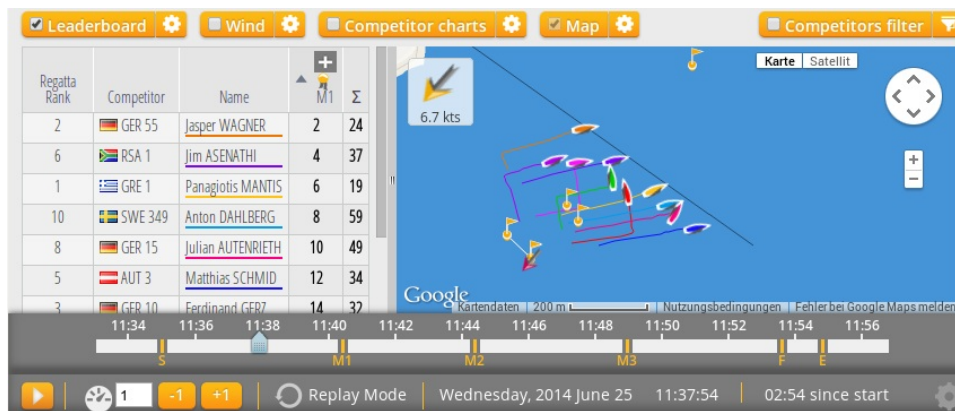 Leaderboard Wind Competitor charts Map Competitors filter
Regatta Rank Competitor Name M1 Σ
2 GER 55 Jasper WAGNER 2 24
6 RSA 1 Jim ASENATHI 4 37
1 GRE 1 Panagiotis MANTIS 6 19
10 SWE 349 Anton DAHLBERG 8 59
8 GER 15 Julian AUTENRIETH 10 49
5 AUT 3 Matthias SCHMID 12 34
3 GER 10 Ferdinand GERZ 14 32
6.7 kts
Karte Satellit
Google Kartendaten 200 m Nutzungsbedingungen Fehler bei Google Maps melden
11:34 11:36 11:38 11:40 11:42 11:44 11:46 11:48 11:50 11:52 11:54 11:56
S M1 M2 M3 F E
1 -1 +1 Replay Mode Wednesday, 2014 June 25 11:37:54 02:54 since start